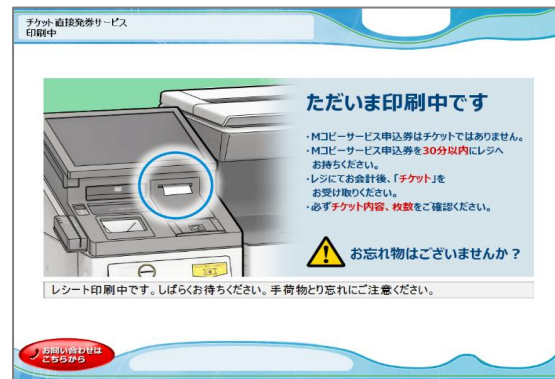 チケット直接発券サービス
印刷中
ただいま印刷中です
・Mコピーサービス申込券はチケットではありません。
・Mコピーサービス申込券を30分以内にレジへ
お持ちください。
・レジにてお会計後、「チケット」を
お受け取りください。
・必ずチケット内容、枚数をご確認ください。
お忘れ物はございませんか？
レシート印刷中です。しばらくお待ちください。手荷物とり忘れにご注意ください。
お問い合わせは
こちらから